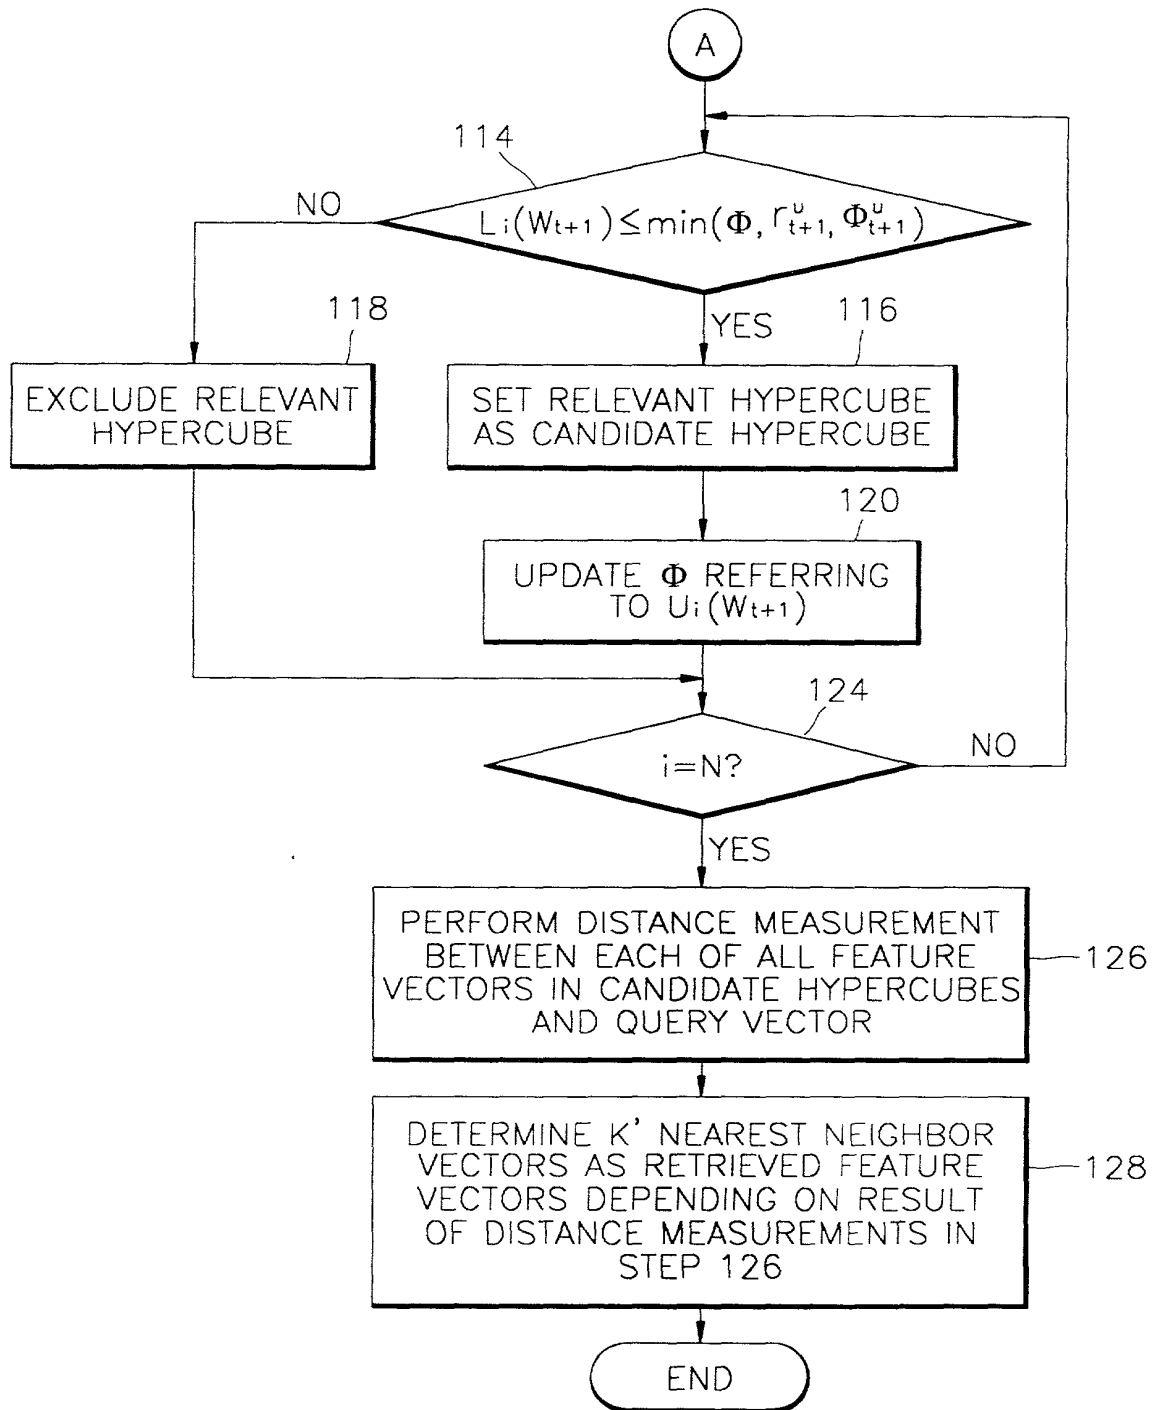 A
114
NO
Li(Wt+1)≤min(Φ, r^u_t+1, Φ^u_t+1)
YES
118
116
EXCLUDE RELEVANT
HYPERCUBE
SET RELEVANT HYPERCUBE
AS CANDIDATE HYPERCUBE
120
UPDATE Φ REFERRING
TO Ui(Wt+1)
124
i=N?
NO
YES
PERFORM DISTANCE MEASUREMENT
BETWEEN EACH OF ALL FEATURE
VECTORS IN CANDIDATE HYPERCUBES
AND QUERY VECTOR
126
DETERMINE K' NEAREST NEIGHBOR
VECTORS AS RETRIEVED FEATURE
VECTORS DEPENDING ON RESULT
OF DISTANCE MEASUREMENTS IN
STEP 126
128
END